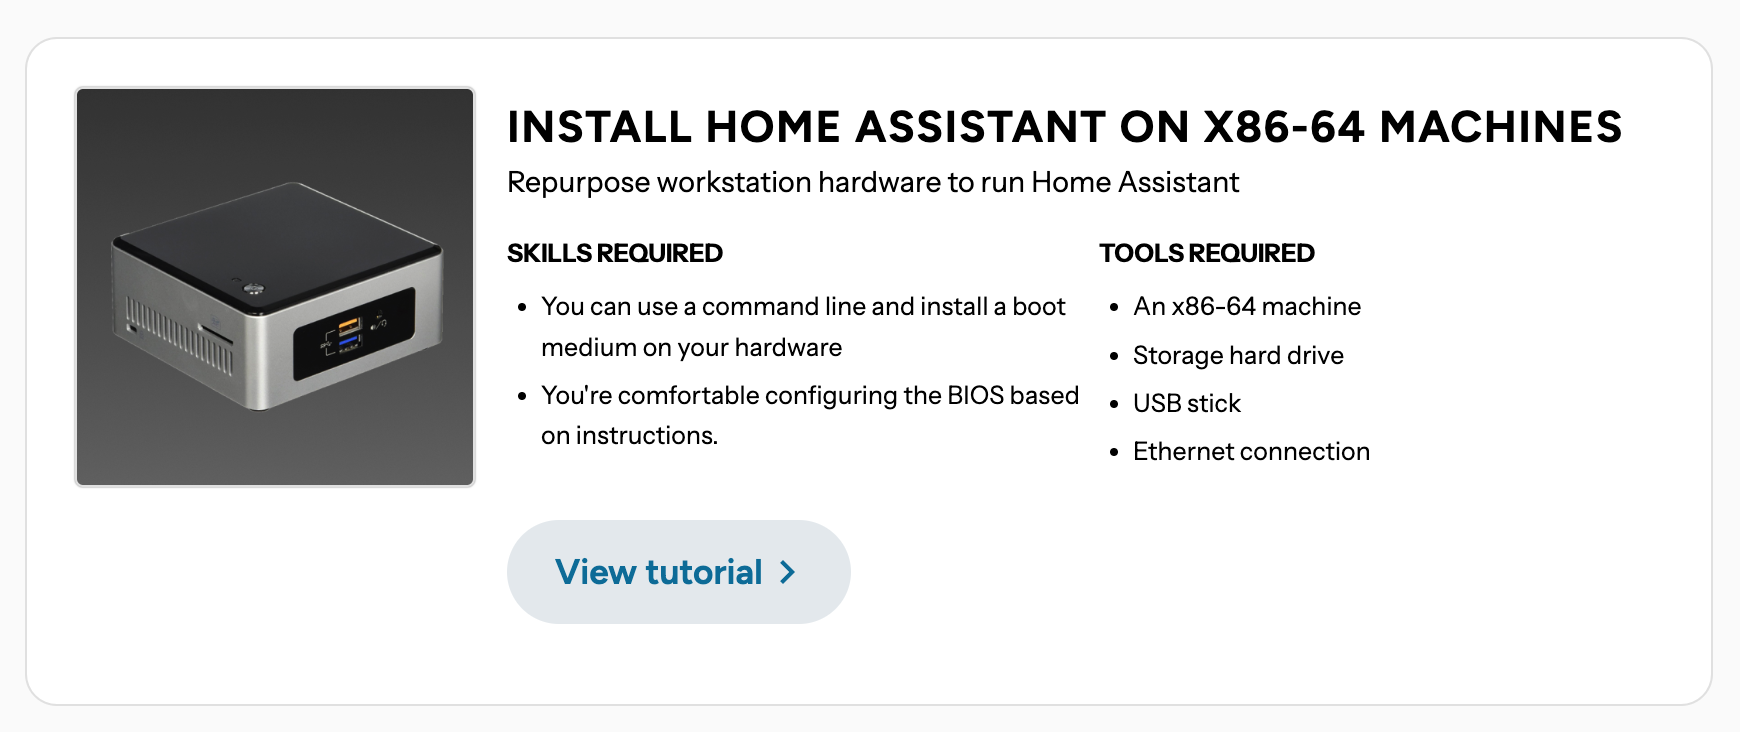 INSTALL HOME ASSISTANT ON X86-64 MACHINES
Repurpose workstation hardware to run Home Assistant
SKILLS REQUIRED
You can use a command line and install a boot
medium on your hardware
You're comfortable configuring the BIOS based
on instructions.
TOOLS REQUIRED
An x86-64 machine
Storage hard drive
USB stick
Ethernet connection
View tutorial